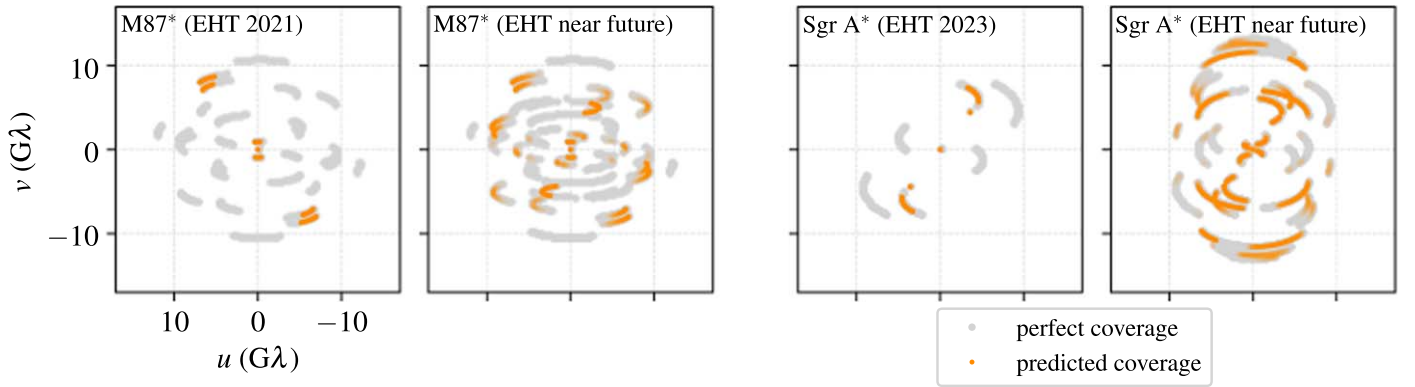 M87* (EHT 2021)
M87* (EHT near future)
Sgr A* (EHT 2023)
Sgr A* (EHT near future)
10
0
−10
v (Gλ)
10 0 −10
u (Gλ)
perfect coverage
predicted coverage